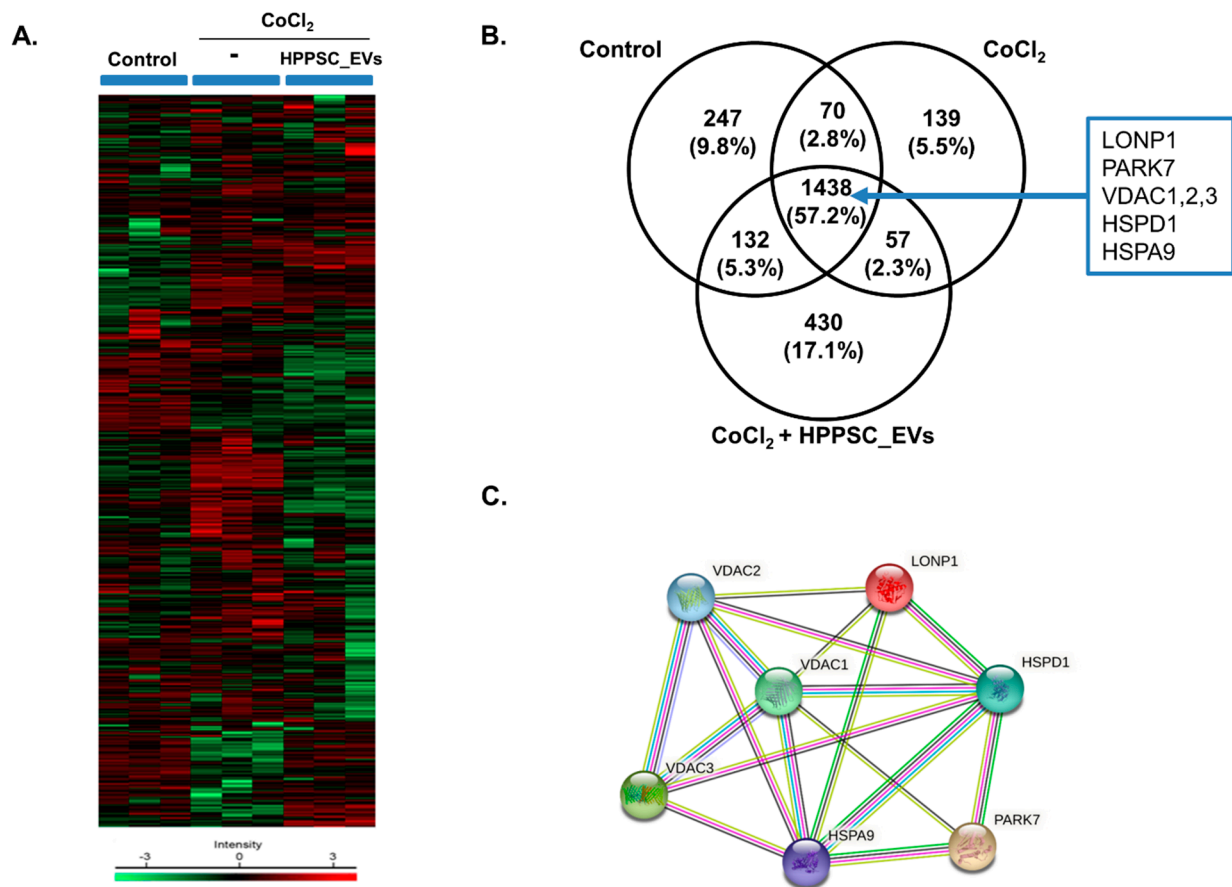 A.
CoCl₂
Control
-
HPPSC_EVs
Intensity
-3
0
3
B.
Control
CoCl₂
247
(9.8%)
70
(2.8%)
139
(5.5%)
1438
(57.2%)
132
(5.3%)
57
(2.3%)
430
(17.1%)
CoCl₂ + HPPSC_EVs
LONP1
PARK7
VDAC1,2,3
HSPD1
HSPA9
C.
VDAC2
LONP1
VDAC1
HSPD1
VDAC3
HSPA9
PARK7